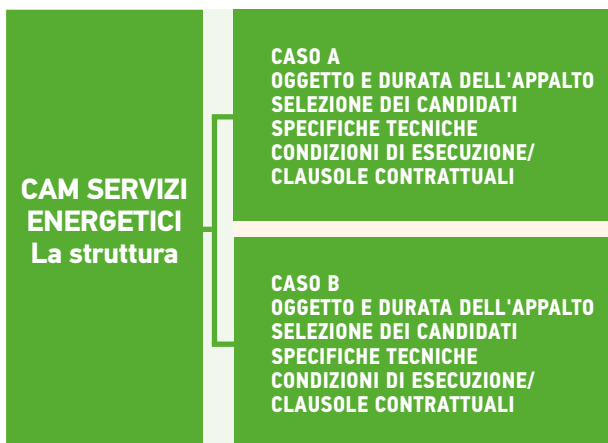 CAM SERVIZI
ENERGETICI
La struttura
CASO A
OGGETTO E DURATA DELL'APPALTO
SELEZIONE DEI CANDIDATI
SPECIFICHE TECNICHE
CONDIZIONI DI ESECUZIONE/
CLAUSOLE CONTRATTUALI
CASO B
OGGETTO E DURATA DELL'APPALTO
SELEZIONE DEI CANDIDATI
SPECIFICHE TECNICHE
CONDIZIONI DI ESECUZIONE/
CLAUSOLE CONTRATTUALI